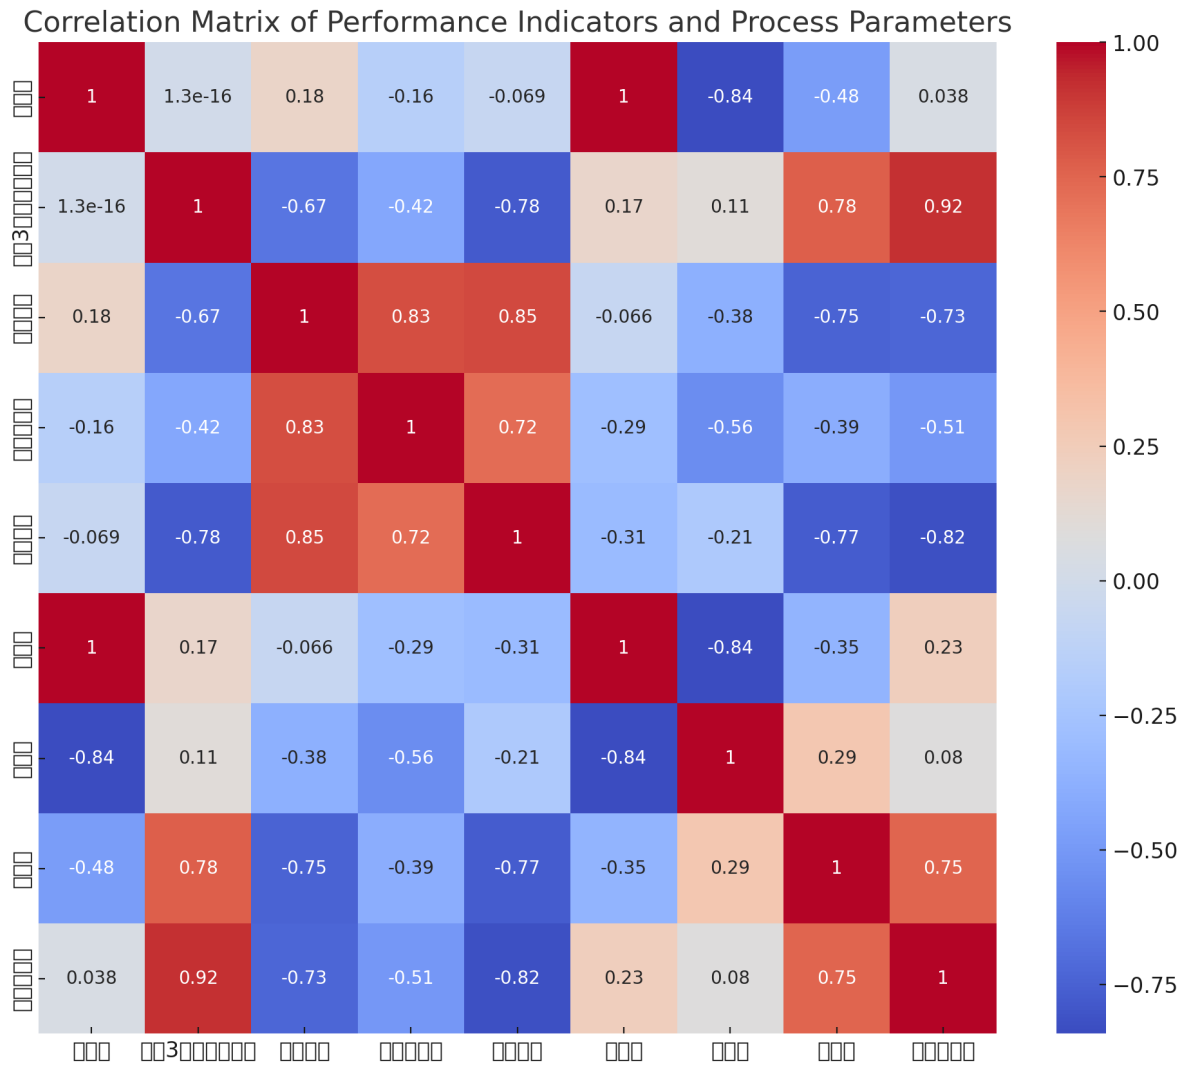 Correlation Matrix of Performance Indicators and Process Parameters
1 1.3e-16 0.18 -0.16 -0.069 1 -0.84 -0.48 0.038
1.3e-16 1 -0.67 -0.42 -0.78 0.17 0.11 0.78 0.92
0.18 -0.67 1 0.83 0.85 -0.066 -0.38 -0.75 -0.73
-0.16 -0.42 0.83 1 0.72 -0.29 -0.56 -0.39 -0.51
-0.069 -0.78 0.85 0.72 1 -0.31 -0.21 -0.77 -0.82
1 0.17 -0.066 -0.29 -0.31 1 -0.84 -0.35 0.23
-0.84 0.11 -0.38 -0.56 -0.21 -0.84 1 0.29 0.08
-0.48 0.78 -0.75 -0.39 -0.77 -0.35 0.29 1 0.75
0.038 0.92 -0.73 -0.51 -0.82 0.23 0.08 0.75 1
1.00
0.75
0.50
0.25
0.00
−0.25
−0.50
−0.75